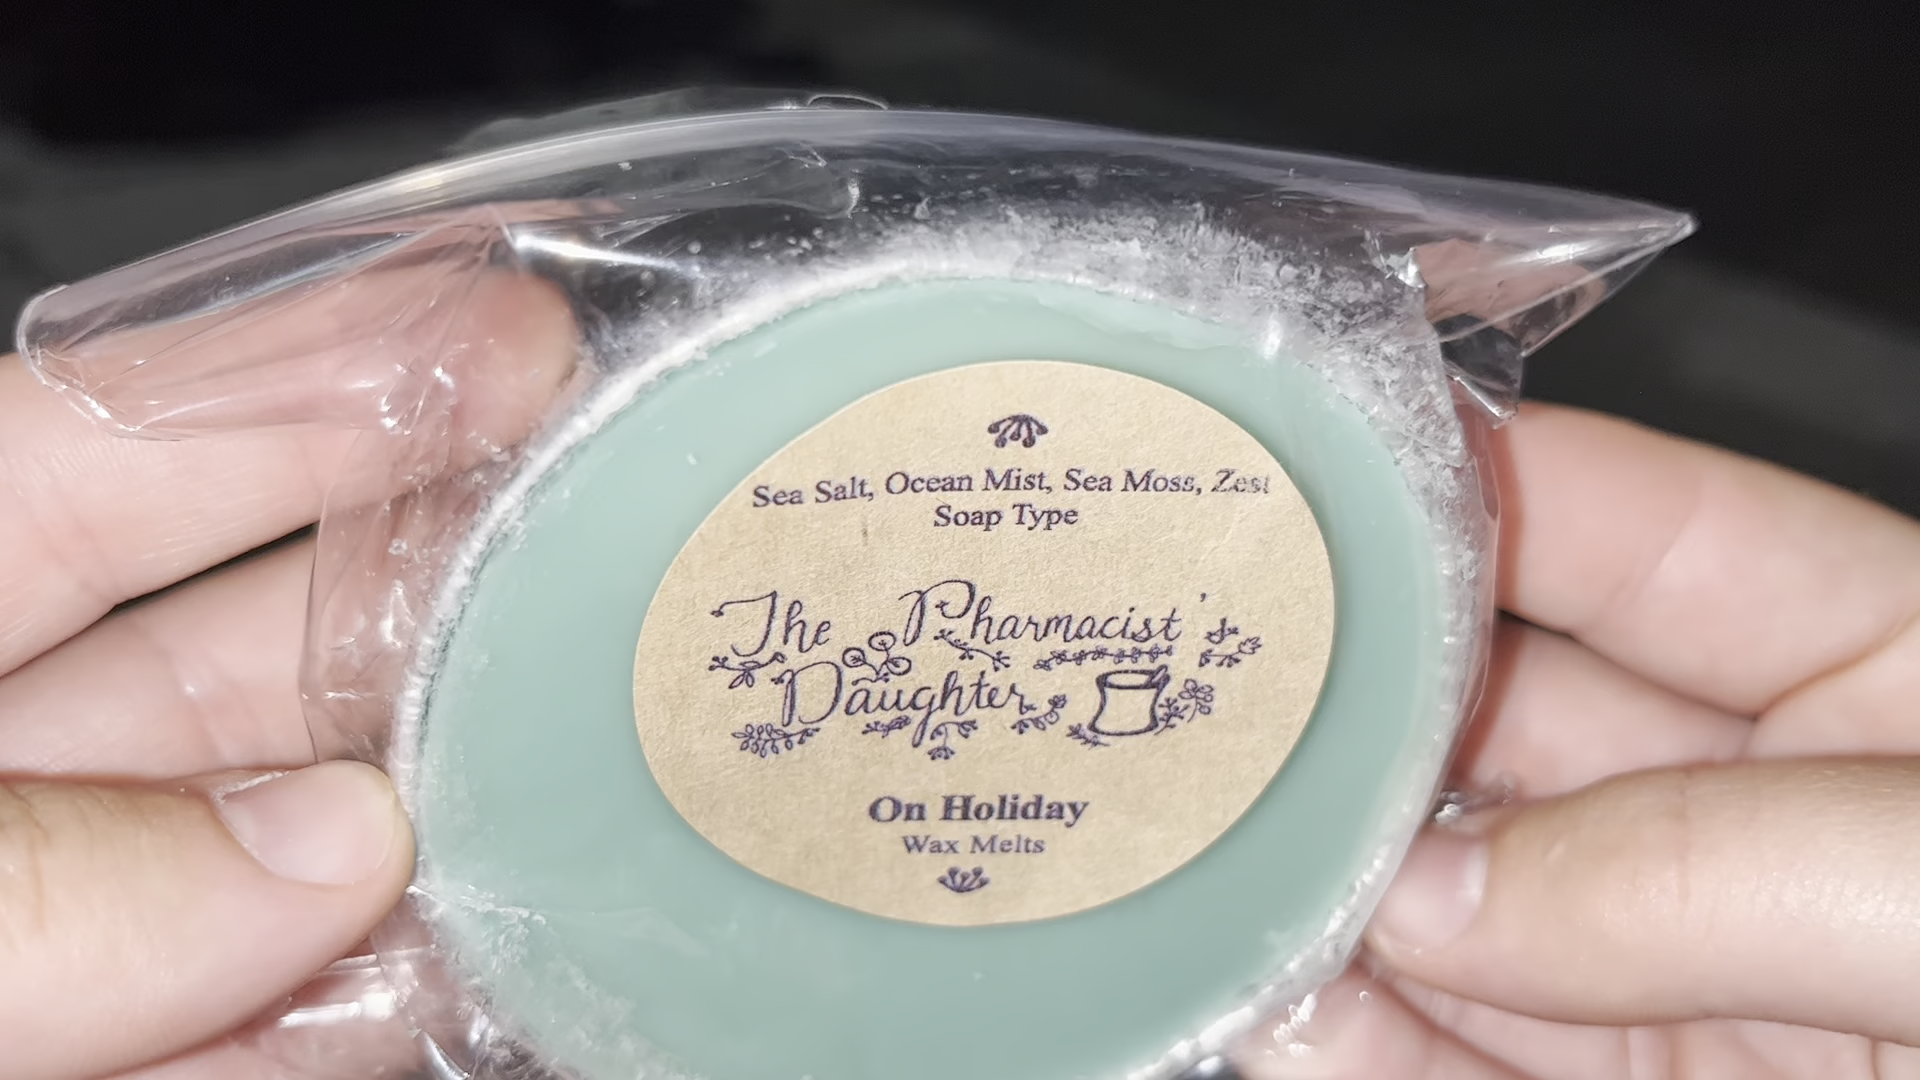 Sea Salt, Ocean Mist, Sea Moss, Zest
Soap Type
The Pharmacist's
Daughter
On Holiday
Wax Melts